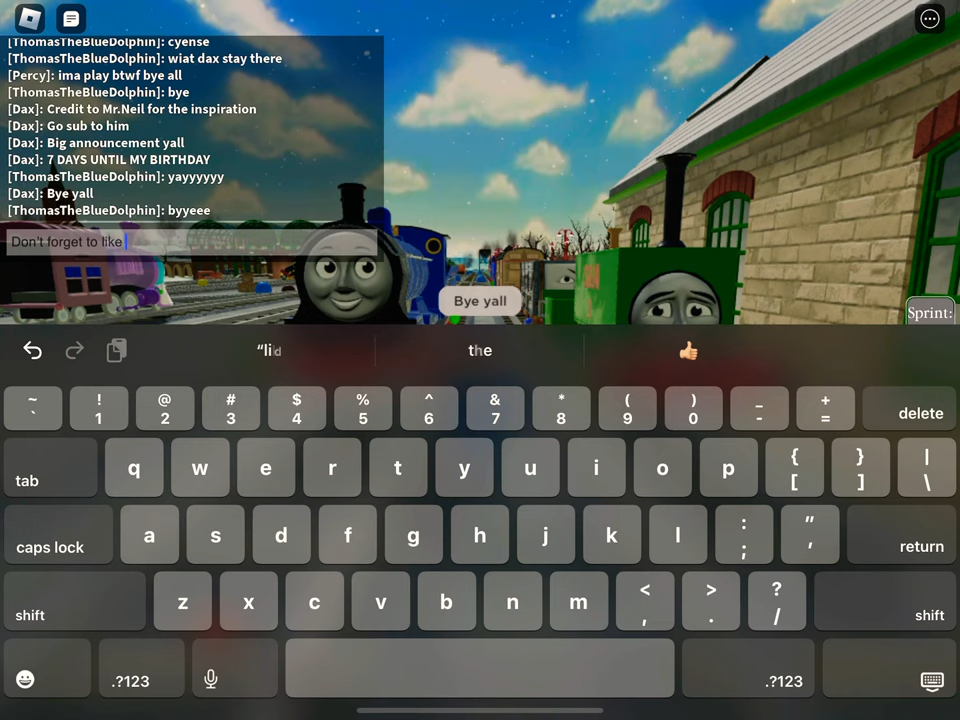 [ThomasTheBlueDolphin]: cyense
[ThomasTheBlueDolphin]: wiat dax stay there
[Percy]: ima play btwf bye all
[ThomasTheBlueDolphin]: bye
[Dax]: Credit to Mr.Neil for the inspiration
[Dax]: Go sub to him
[Dax]: Big announcement yall
[Dax]: 7 DAYS UNTIL MY BIRTHDAY
[ThomasTheBlueDolphin]: yayyyyyy
[Dax]: Bye yall
[ThomasTheBlueDolphin]: byyeee
Don't forget to like
Bye yall
Sprint:
"lid the 👍🏻
~ ! @ # $ % ^ & * ( ) _ +
` 1 2 3 4 5 6 7 8 9 0 - = delete
tab q w e r t y u i o p { [ } ] | \
caps lock a s d f g h j k l : ; " ' return
shift z x c v b n m < , > . ? / shift
.?123 .?123